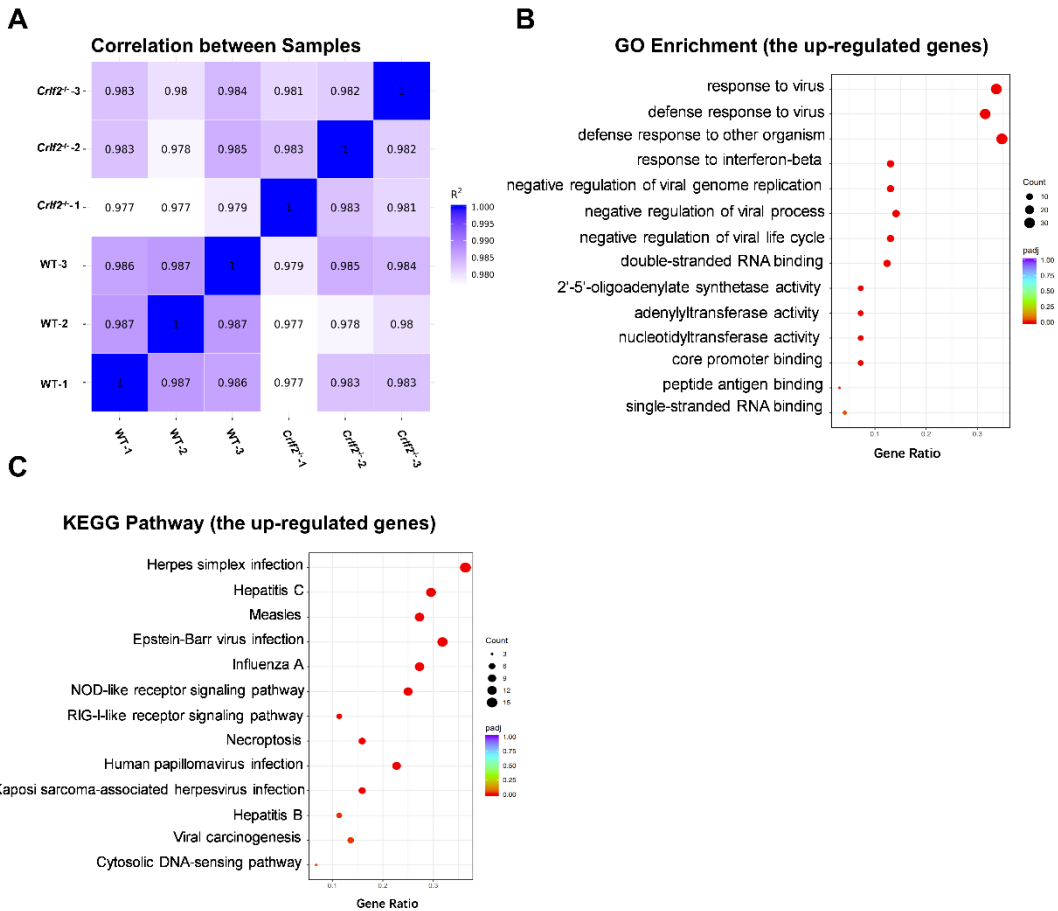 A
Correlation between Samples
Crlf2-/--3 0.983 0.98 0.984 0.981 0.982 1
Crlf2-/--2 0.983 0.978 0.985 0.983 1 0.982
Crlf2-/--1 0.977 0.977 0.979 1 0.983 0.981
WT-3 0.986 0.987 1 0.979 0.985 0.984
WT-2 0.987 1 0.987 0.977 0.978 0.98
WT-1 1 0.987 0.986 0.977 0.983 0.983
WT-1 WT-2 WT-3 Crlf2-/--1 Crlf2-/--2 Crlf2-/--3
R2
1.000
0.995
0.990
0.985
0.980
B
GO Enrichment (the up-regulated genes)
response to virus
defense response to virus
defense response to other organism
response to interferon-beta
negative regulation of viral genome replication
negative regulation of viral process
negative regulation of viral life cycle
double-stranded RNA binding
2'-5'-oligoadenylate synthetase activity
adenylyltransferase activity
nucleotidyltransferase activity
core promoter binding
peptide antigen binding
single-stranded RNA binding
0.1 0.2 0.3
Gene Ratio
Count
10
20
30
padj
1.00
0.75
0.50
0.25
0.00
C
KEGG Pathway (the up-regulated genes)
Herpes simplex infection
Hepatitis C
Measles
Epstein-Barr virus infection
Influenza A
NOD-like receptor signaling pathway
RIG-I-like receptor signaling pathway
Necroptosis
Human papillomavirus infection
Kaposi sarcoma-associated herpesvirus infection
Hepatitis B
Viral carcinogenesis
Cytosolic DNA-sensing pathway
0.1 0.2 0.3
Gene Ratio
Count
3
6
9
12
15
padj
1.00
0.75
0.50
0.25
0.00